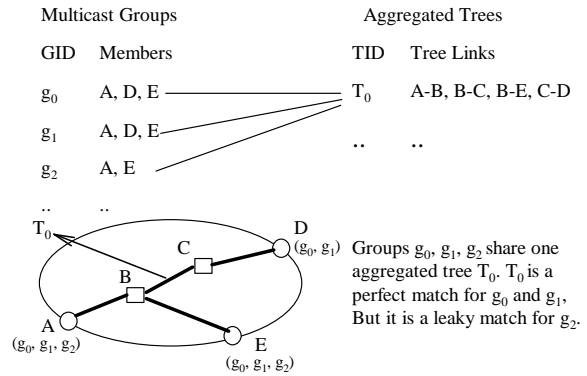 Multicast Groups Aggregated Trees
GID Members TID Tree Links
g0 A, D, E T0 A-B, B-C, B-E, C-D
g1 A, D, E
.. ..
g2 A, E
.. ..
T0
D
(g0, g1)
C
B
A
(g0, g1, g2)
E
(g0, g1, g2)
Groups g0, g1, g2 share one
aggregated tree T0. T0 is a
perfect match for g0 and g1,
But it is a leaky match for g2.